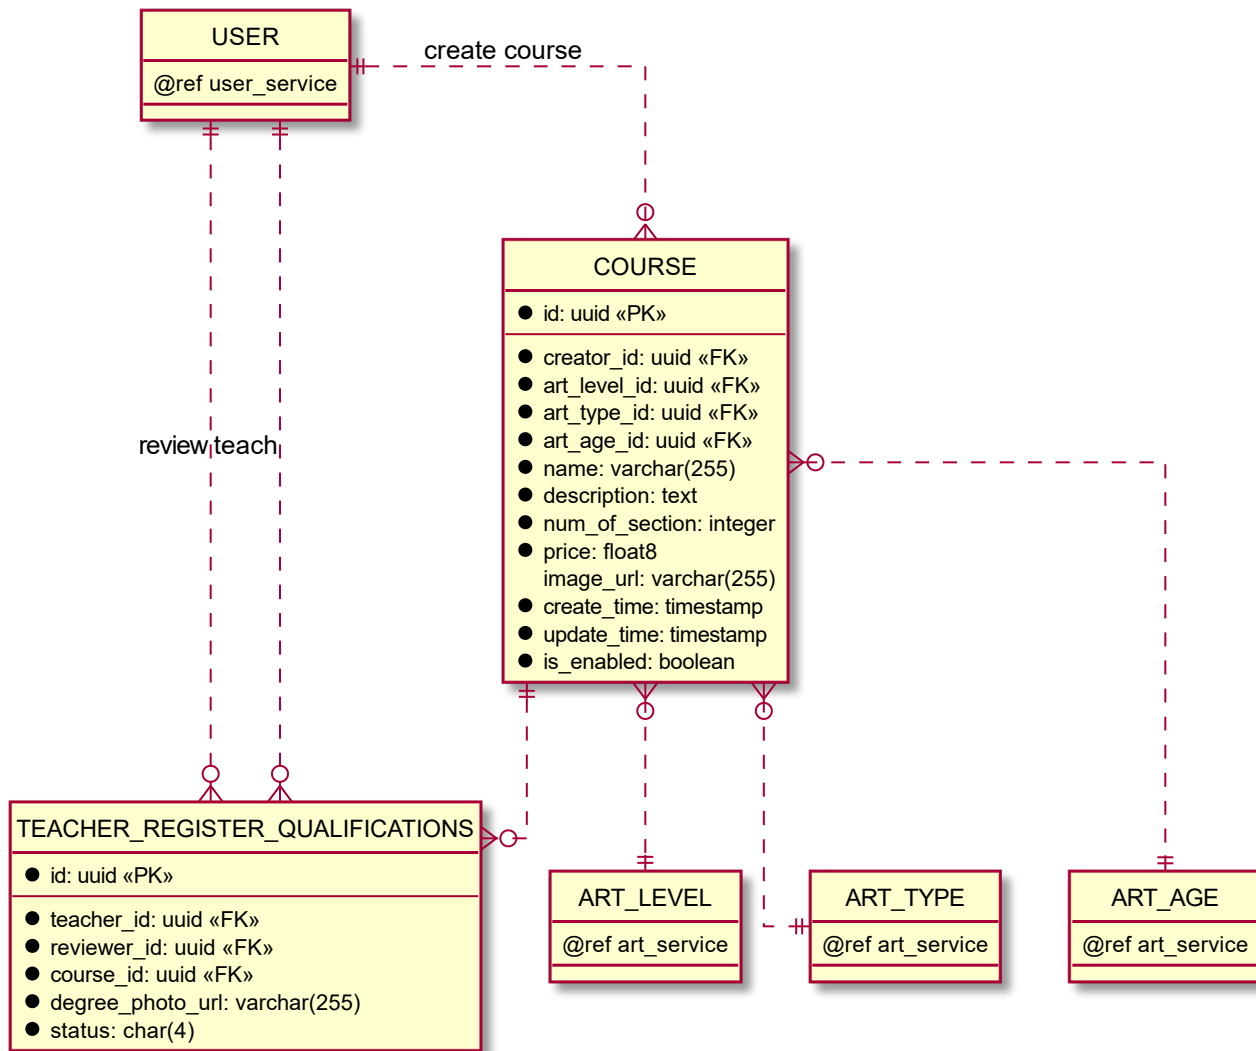 USER
@ref user_service
create course
COURSE
id: uuid «PK»
creator_id: uuid «FK»
art_level_id: uuid «FK»
art_type_id: uuid «FK»
art_age_id: uuid «FK»
name: varchar(255)
description: text
num_of_section: integer
price: float8
image_url: varchar(255)
create_time: timestamp
update_time: timestamp
is_enabled: boolean
review teach
TEACHER_REGISTER_QUALIFICATIONS
id: uuid «PK»
teacher_id: uuid «FK»
reviewer_id: uuid «FK»
course_id: uuid «FK»
degree_photo_url: varchar(255)
status: char(4)
ART_LEVEL
@ref art_service
ART_TYPE
@ref art_service
ART_AGE
@ref art_service